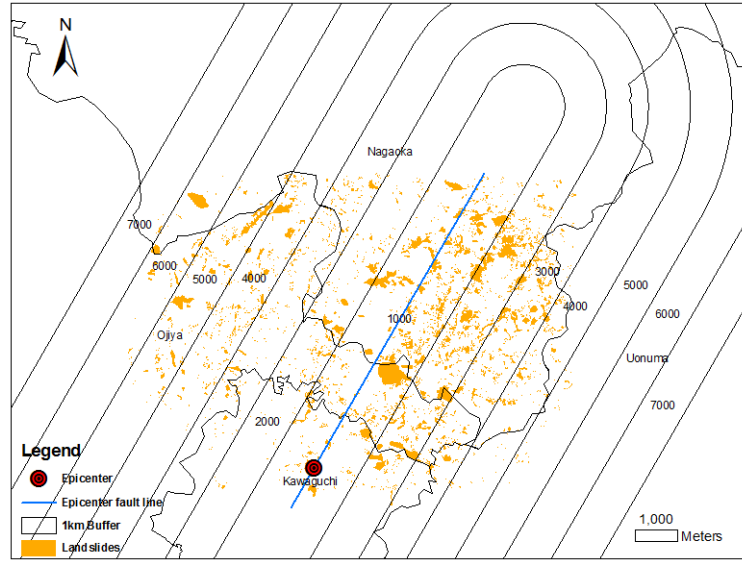 N
Nagaoka
7000
6000
5000
4000
3000
4000
5000
6000
1000
Ojiya
Uonuma
7000
2000
Legend
Epicenter
Kawaguchi
Epicenter fault line
1km Buffer
1,000
Meters
Landslides